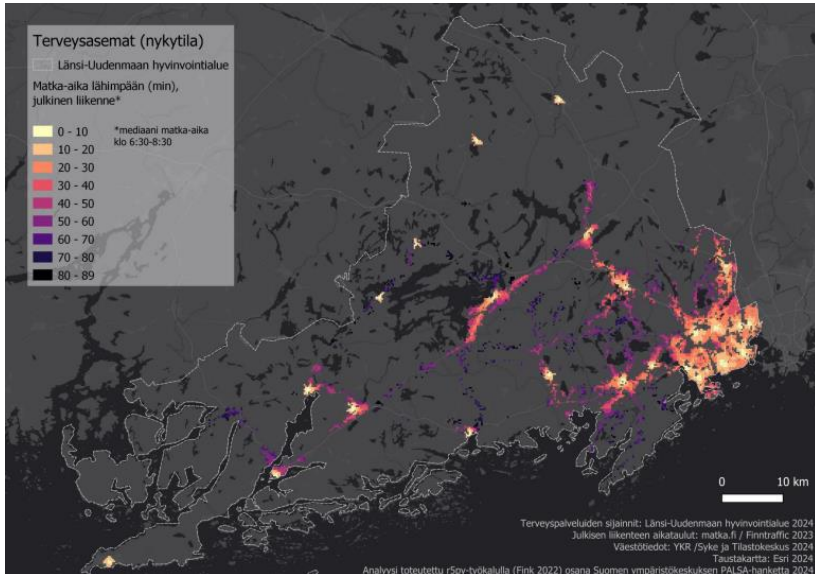 Terveysasemat (nykytila)
Länsi-Uudenmaan hyvinvointialue
Matka-aika lähimpään (min),
julkinen liikenne*
0 - 10
10 - 20
20 - 30
30 - 40
40 - 50
50 - 60
60 - 70
70 - 80
80 - 89
*mediaani matka-aika
klo 6:30-8:30
0 10 km
Terveyspalveluiden sijainnit: Länsi-Uudenmaan hyvinvointialue 2024
Julkisen liikenteen aikataulut: matka.fi / Finntraffic 2023
Väestötiedot: YKR /Syke ja Tilastokeskus 2024
Taustakartta: Esri 2024
Analyysi toteutettu r5py-työkalulla (Fink 2022) osana Suomen ympäristökeskuksen PALSA-hanketta 2024